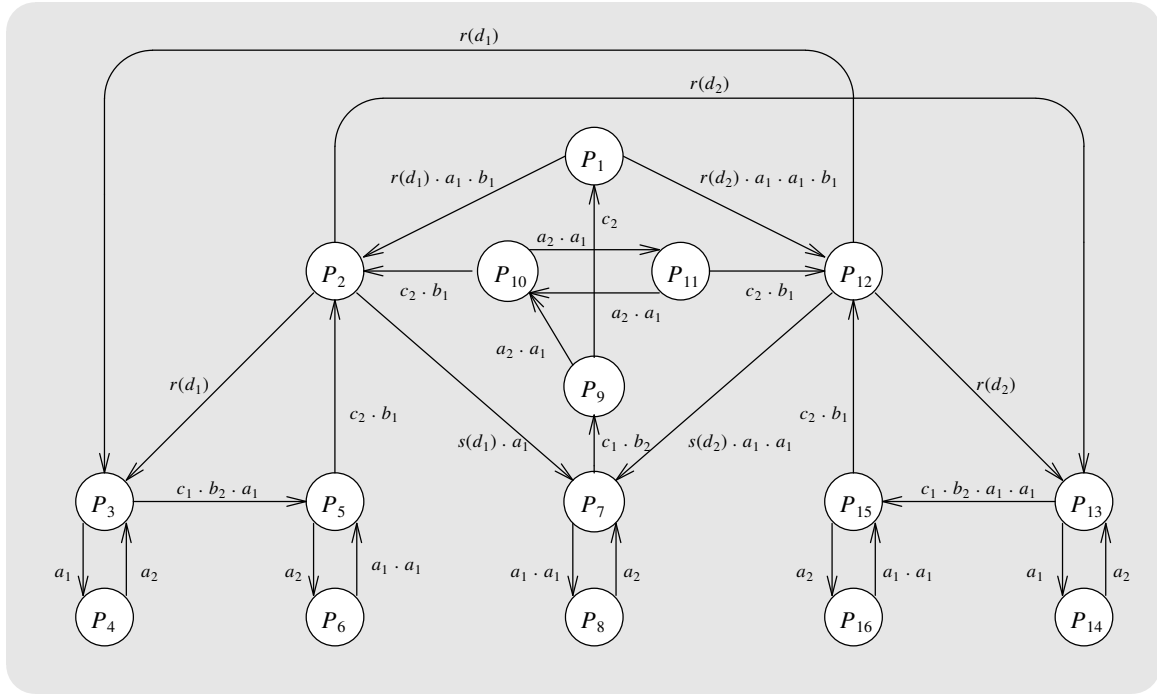 r(d₁)
r(d₂)
P₁
r(d₁) · a₁ · b₁
r(d₂) · a₁ · a₁ · b₁
c₂
a₂ · a₁
P₂
P₁₀
P₁₁
P₁₂
c₂ · b₁
c₂ · b₁
a₂ · a₁
a₂ · a₁
r(d₁)
P₉
r(d₂)
c₂ · b₁
c₂ · b₁
s(d₁) · a₁
c₁ · b₂
s(d₂) · a₁ · a₁
P₃
c₁ · b₂ · a₁
P₅
P₇
P₁₅
c₁ · b₂ · a₁ · a₁
P₁₃
a₁
a₂
a₂
a₁ · a₁
a₁ · a₁
a₂
a₂
a₁ · a₁
a₁
a₂
P₄
P₆
P₈
P₁₆
P₁₄